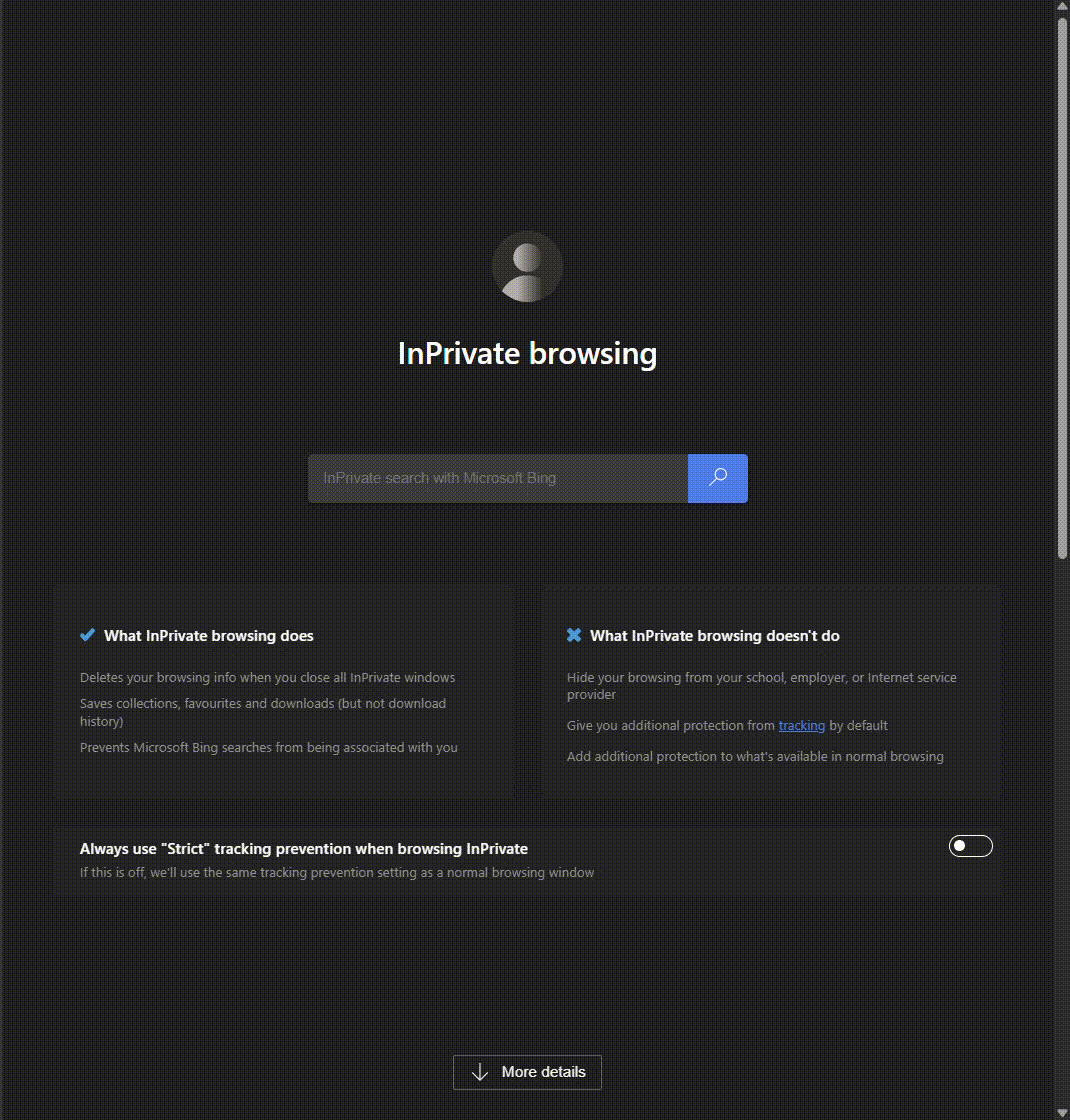 InPrivate browsing
InPrivate search with Microsoft Bing
What InPrivate browsing does
Deletes your browsing info when you close all InPrivate windows
Saves collections, favourites and downloads (but not download
history)
Prevents Microsoft Bing searches from being associated with you
What InPrivate browsing doesn't do
Hide your browsing from your school, employer, or Internet service
provider
Give you additional protection from tracking by default
Add additional protection to what's available in normal browsing
Always use "Strict" tracking prevention when browsing InPrivate
If this is off, we'll use the same tracking prevention setting as a normal browsing window
More details